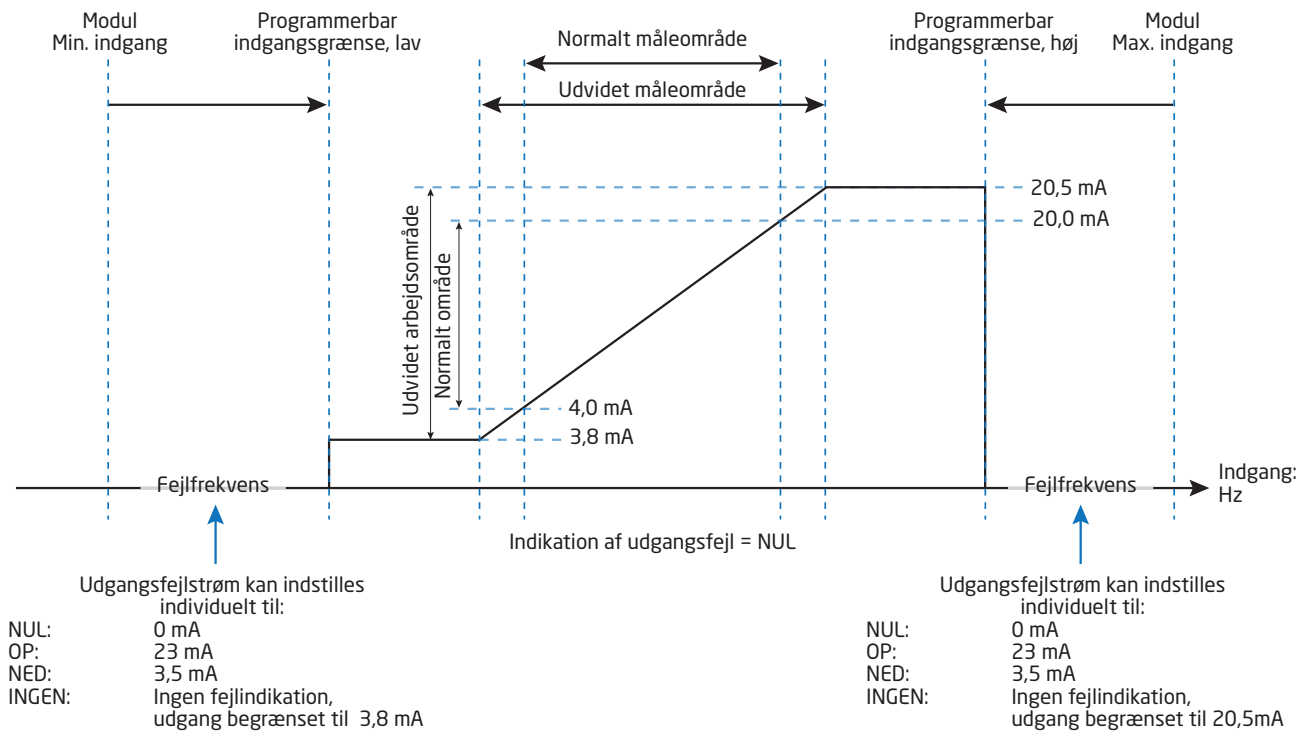 Modul
Min. indgang
Programmerbar
indgangsgrænse, lav
Normalt måleområde
Udvidet måleområde
Programmerbar
indgangsgrænse, høj
Modul
Max. indgang
Udvidet arbejdsområde
Normalt område
20,5 mA
20,0 mA
4,0 mA
3,8 mA
Fejlfrekvens
Fejlfrekvens
Indgang:
Hz
Indikation af udgangsfejl = NUL
Udgangsfejlstrøm kan indstilles
individuelt til:
NUL: 0 mA
OP: 23 mA
NED: 3,5 mA
INGEN: Ingen fejlindikation,
udgang begrænset til 3,8 mA
Udgangsfejlstrøm kan indstilles
individuelt til:
NUL: 0 mA
OP: 23 mA
NED: 3,5 mA
INGEN: Ingen fejlindikation,
udgang begrænset til 20,5mA